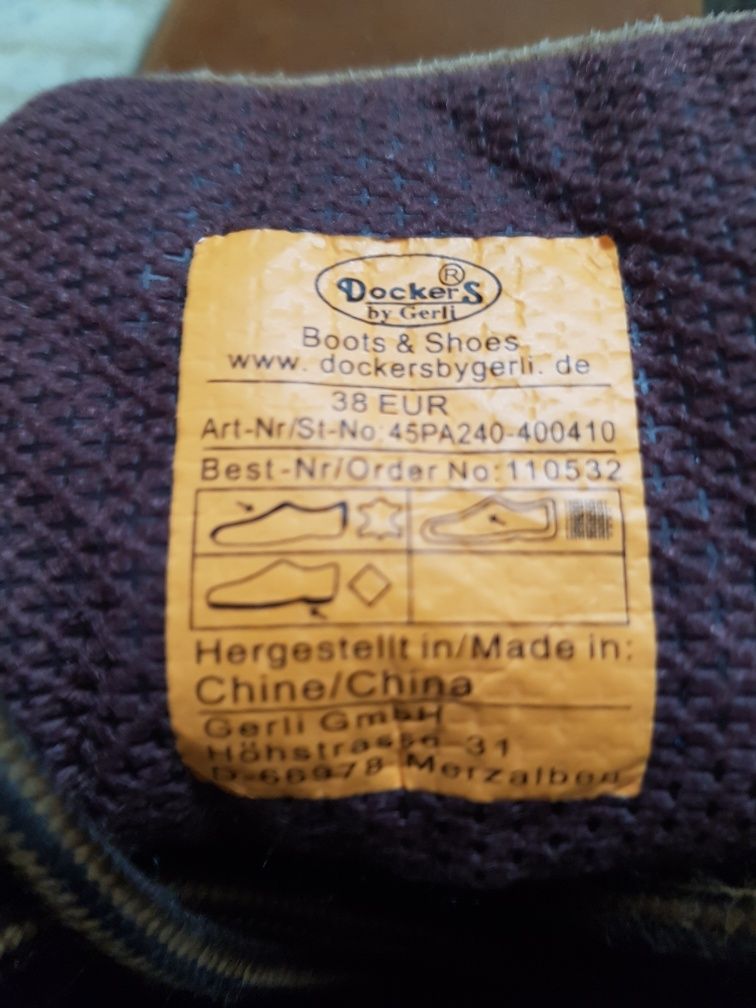 DockerS ®
by Gerli
Boots & Shoes
www. dockersbygerli. de
38 EUR
Art-Nr/St-No:45PA240-400410
Best-Nr/Order No:110532
Hergestellt in/Made in:
Chine/China
Gerli GmbH
Höhstrasse 31
D-66978 Merzalben